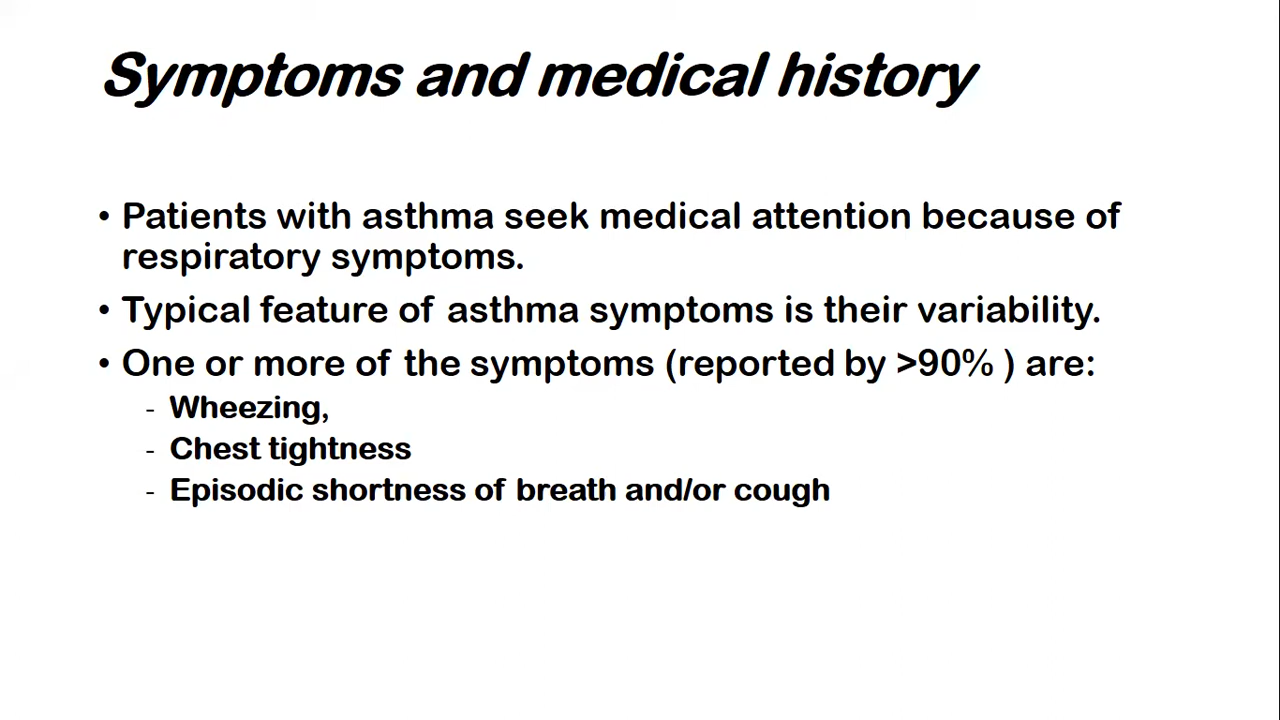 Symptoms and medical history
• Patients with asthma seek medical attention because of
respiratory symptoms.
• Typical feature of asthma symptoms is their variability.
• One or more of the symptoms (reported by >90% ) are:
- Wheezing,
- Chest tightness
- Episodic shortness of breath and/or cough